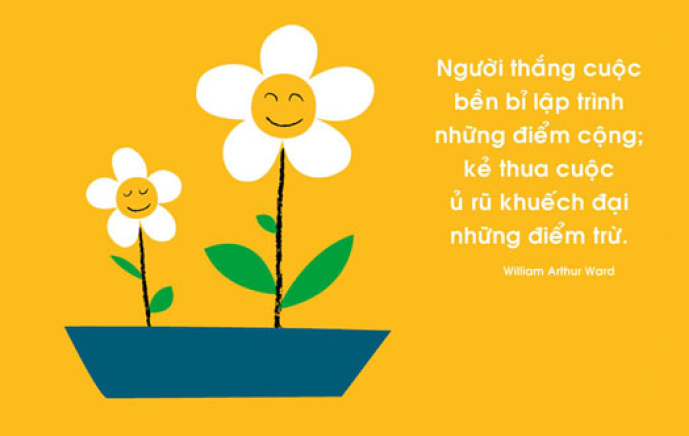 Người thắng cuộc
bền bỉ lập trình
những điểm cộng;
kẻ thua cuộc
ủ rũ khuếch đại
những điểm trừ.
William Arthur Ward